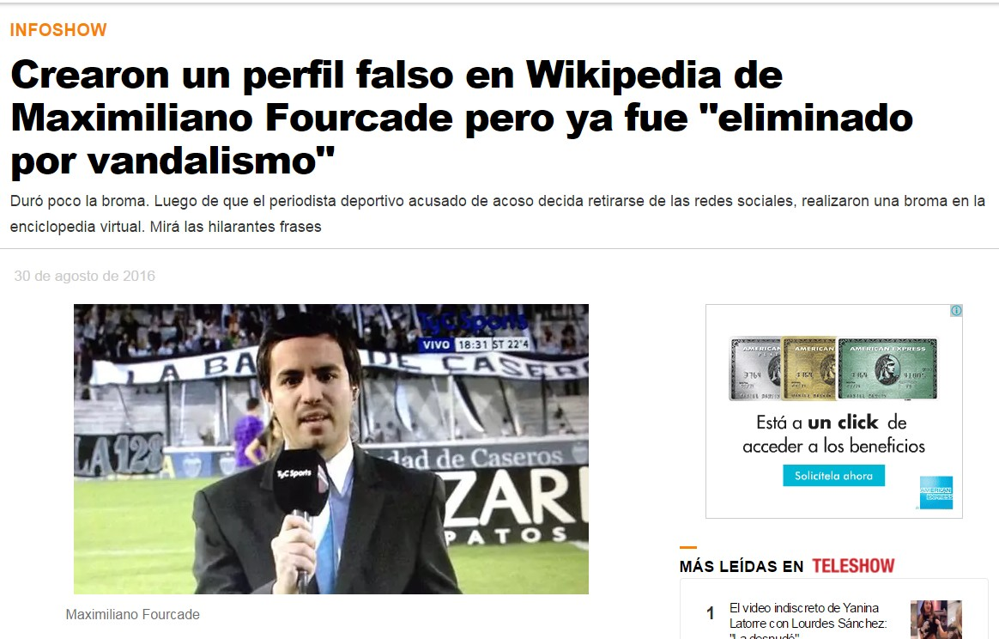 INFOSHOW
Crearon un perfil falso en Wikipedia de
Maximiliano Fourcade pero ya fue "eliminado
por vandalismo"
Duró poco la broma. Luego de que el periodista deportivo acusado de acoso decida retirarse de las redes sociales, realizaron una broma en la
enciclopedia virtual. Mirá las hilarantes frases
30 de agosto de 2016
TyC Sports
VIVO 18:31 ST 22'4
LA BA DE CASERO
LA 128
dad de Caseros
ZAR
PATOS
TyC Sports
Maximiliano Fourcade
AMERICAN AMERICAN AMERICAN EXPRESS
Está a un click de
acceder a los beneficios
Solicítela ahora
AMERICAN
EXPRESS
MÁS LEÍDAS EN TELESHOW
1 El video indiscreto de Yanina
Latorre con Lourdes Sánchez:
"La desnudó"